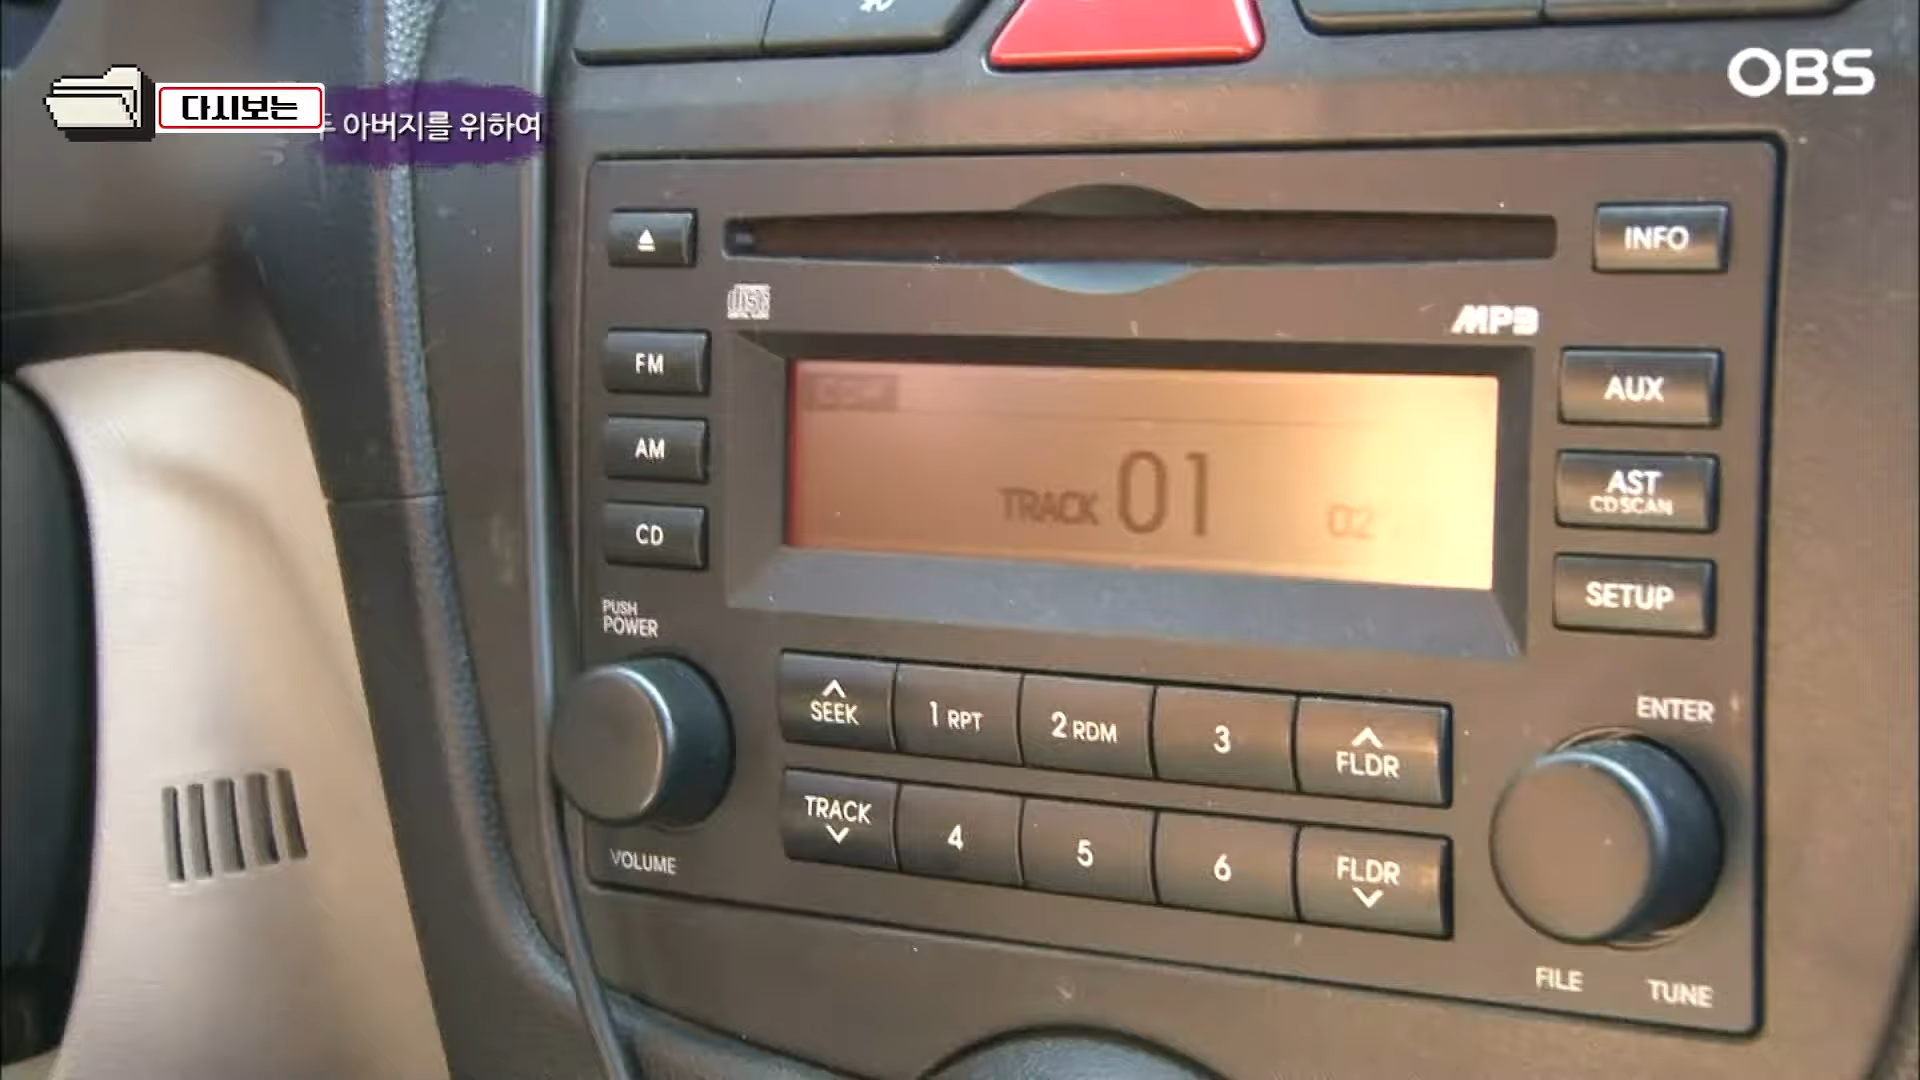 OBS
다시보는
아버지를 위하여
INFO
MP3
FM
AUX
AM
AST
CD SCAN
TRACK 01 02
CD
SETUP
PUSH
POWER
SEEK
1 RPT
2 RDM
3
FLDR
ENTER
TRACK
4
5
6
FLDR
VOLUME
FILE
TUNE